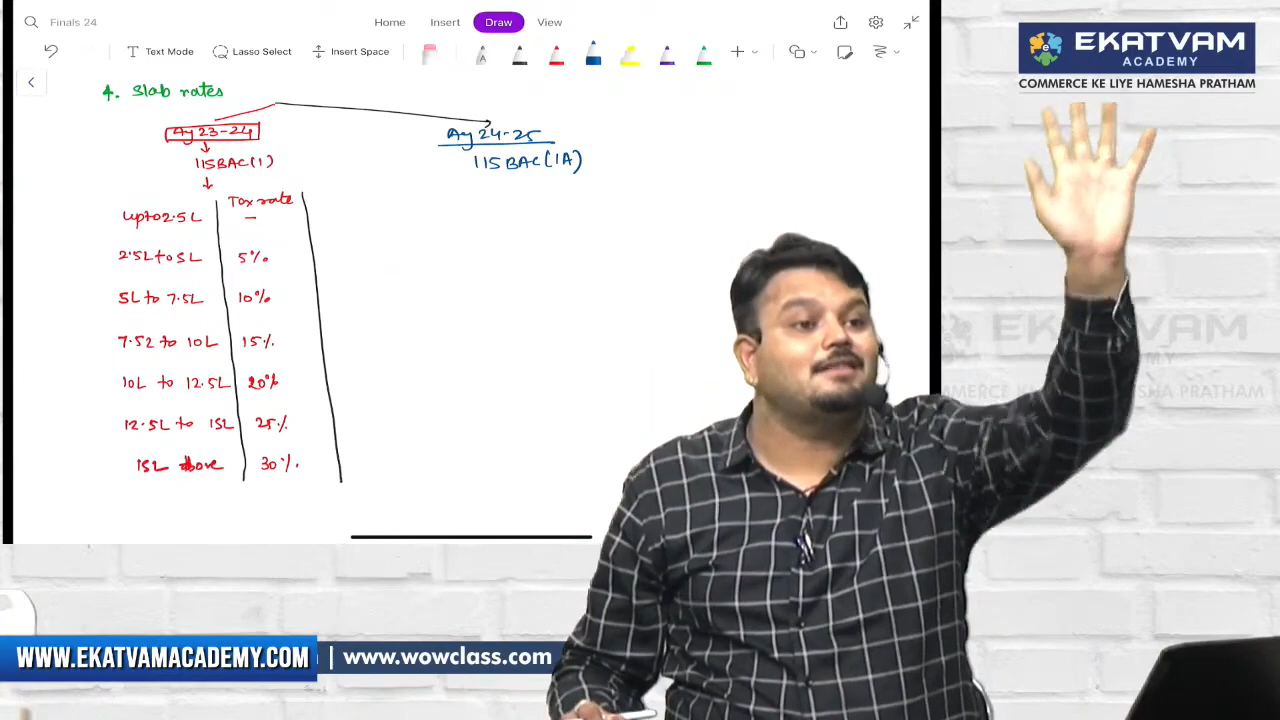 Finals 24
Home Insert Draw View
Text Mode Lasso Select Insert Space
EKATVAM
ACADEMY
COMMERCE KE LIYE HAMESHA PRATHAM
4. Slab rates
Ay 23-24
Ay 24-25
115BAC(1)
115BAC(1A)
Tax rate
upto 2.5L —
2.5L to 5L 5%
5L to 7.5L 10%
7.5L to 10L 15%
10L to 12.5L 20%
12.5L to 15L 25%
15L above 30%
EKATVAM
WWW.EKATVAMACADEMY.COM | www.wowclass.com